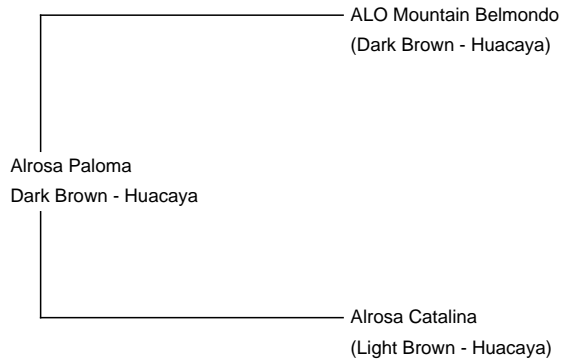 ALO Mountain Belmondo
(Dark Brown - Huacaya)
Alrosa Paloma
Dark Brown - Huacaya
Alrosa Catalina
(Light Brown - Huacaya)